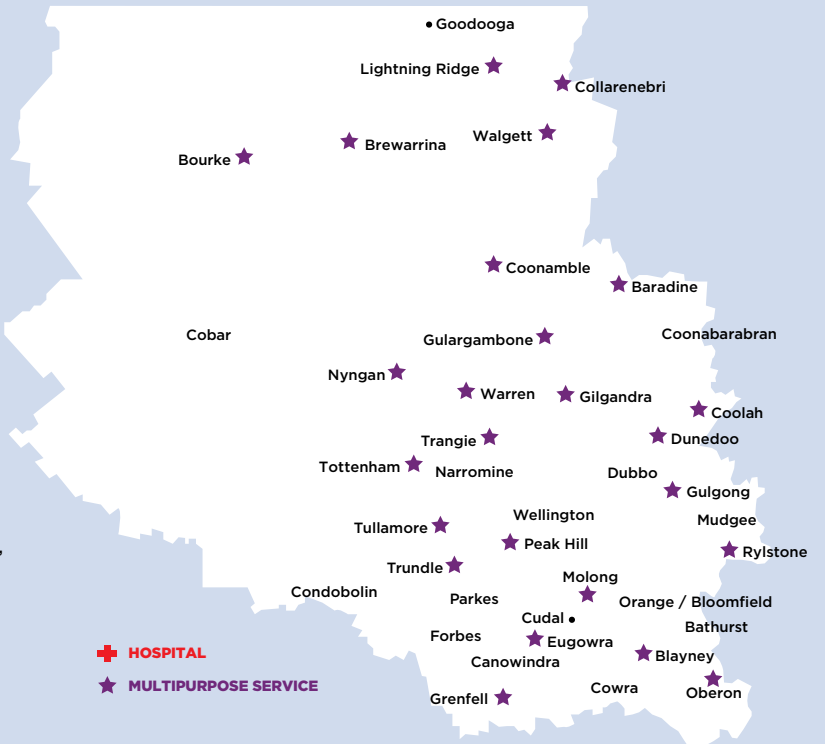 Goodooga
Lightning Ridge
Collarenebri
Walgett
Brewarrina
Bourke
Coonamble
Baradine
Cobar
Gulargambone
Coonabarabran
Nyngan
Warren
Gilgandra
Coolah
Trangie
Dunedoo
Tottenham
Narromine
Dubbo
Gulgong
Wellington
Mudgee
Tullamore
Peak Hill
Rylstone
Trundle
Molong
Condobolin
Parkes
Orange / Bloomfield
Cudal
Bathurst
Forbes
Eugowra
HOSPITAL
Canowindra
Blayney
MULTIPURPOSE SERVICE
Cowra
Oberon
Grenfell